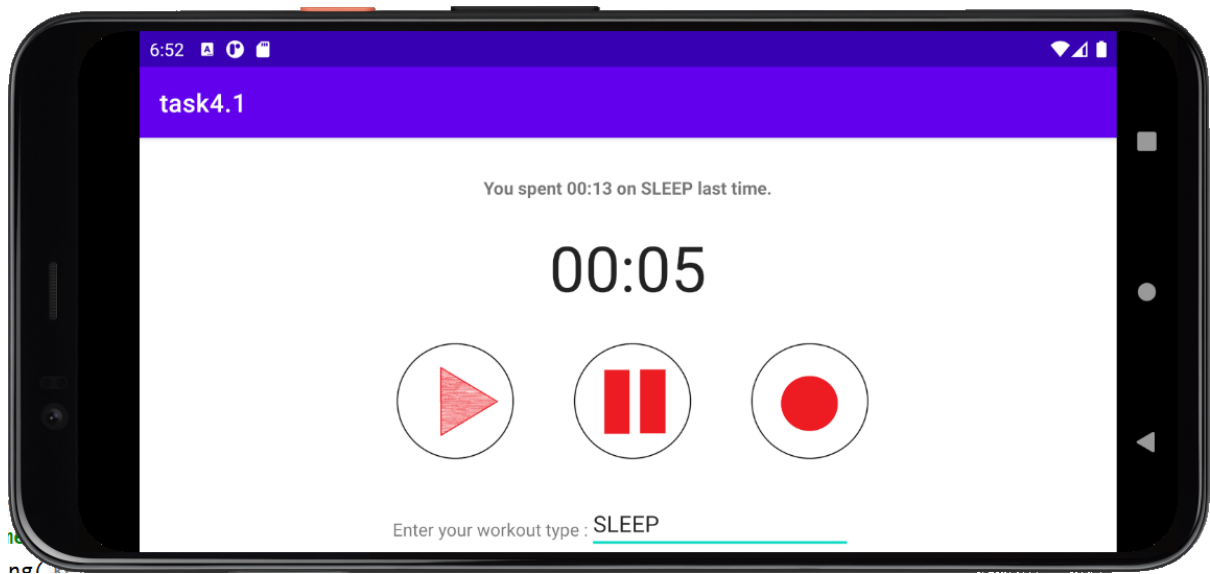 6:52
task4.1
You spent 00:13 on SLEEP last time.
00:05
Enter your workout type : SLEEP
ng(